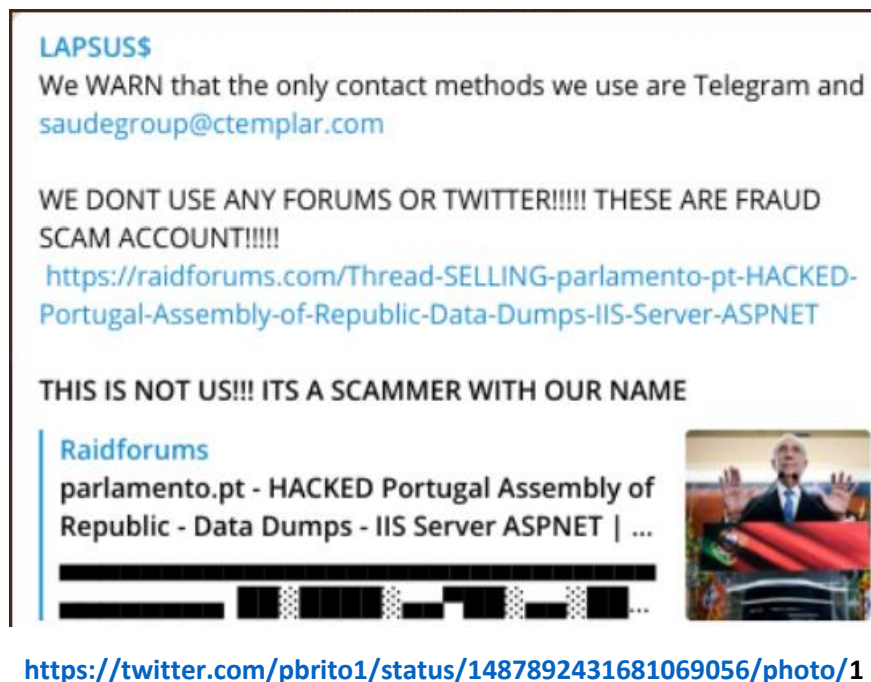 LAPSUS$
We WARN that the only contact methods we use are Telegram and
saudegroup@ctemplar.com
WE DONT USE ANY FORUMS OR TWITTER!!!!! THESE ARE FRAUD
SCAM ACCOUNT!!!!!
https://raidforums.com/Thread-SELLING-parlamento-pt-HACKED-
Portugal-Assembly-of-Republic-Data-Dumps-IIS-Server-ASPNET
THIS IS NOT US!!! ITS A SCAMMER WITH OUR NAME
Raidforums
parlamento.pt - HACKED Portugal Assembly of
Republic - Data Dumps - IIS Server ASPNET | ...
https://twitter.com/pbrito1/status/1487892431681069056/photo/1